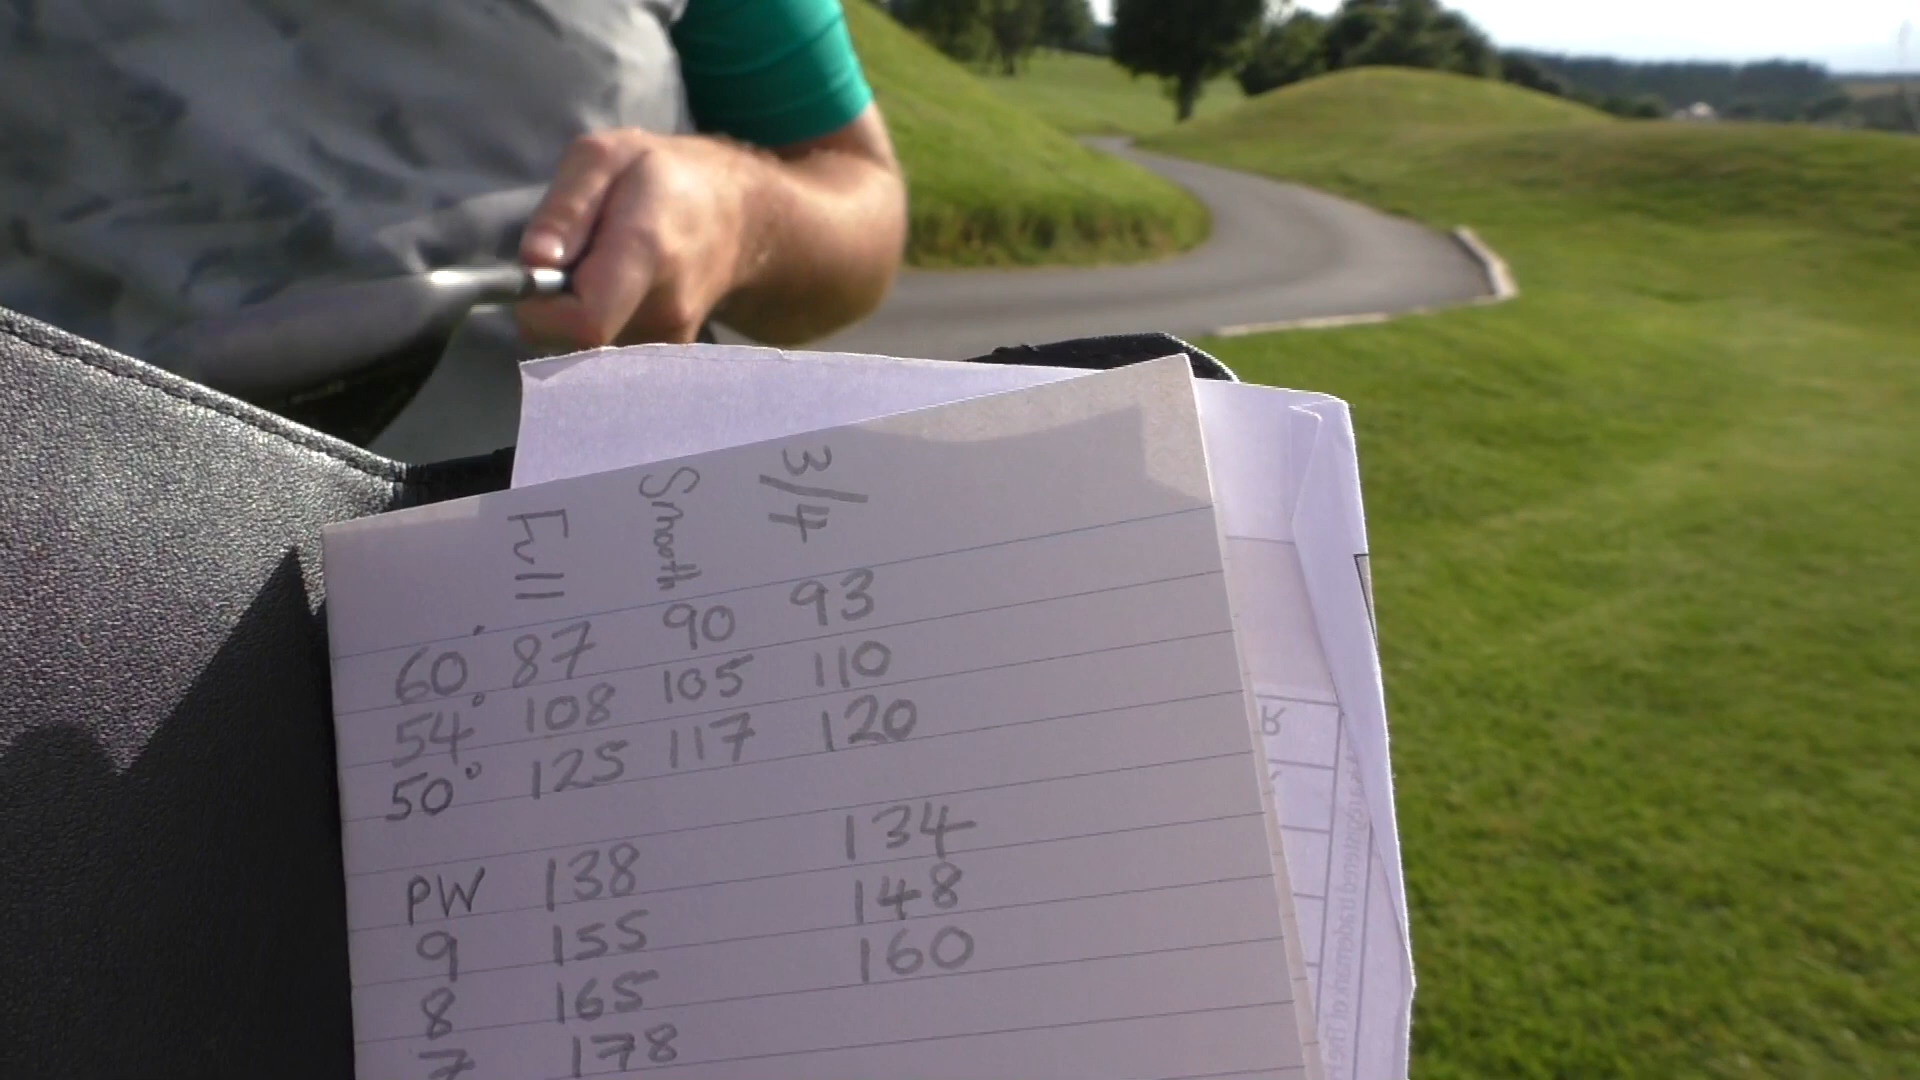 Full Smooth 3/4
60° 87 90 93
54° 108 105 110
50° 125 117 120
PW 138 134
9 155 148
8 165 160
7 178
R